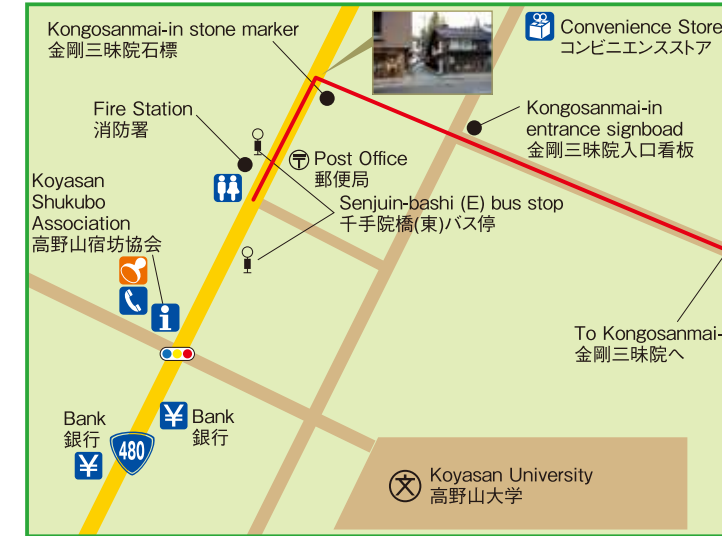 Kongosanmai-in stone marker
金剛三昧院石標
Convenience Store
コンビニエンスストア
Fire Station
消防署
Kongosanmai-in
entrance signboad
金剛三昧院入口看板
Post Office
郵便局
Koyasan
Shukubo
Association
高野山宿坊協会
Senjuin-bashi (E) bus stop
千手院橋(東)バス停
To Kongosanmai-
金剛三昧院へ
Bank
銀行
¥
Bank
銀行
¥
480
文
Koyasan University
高野山大学